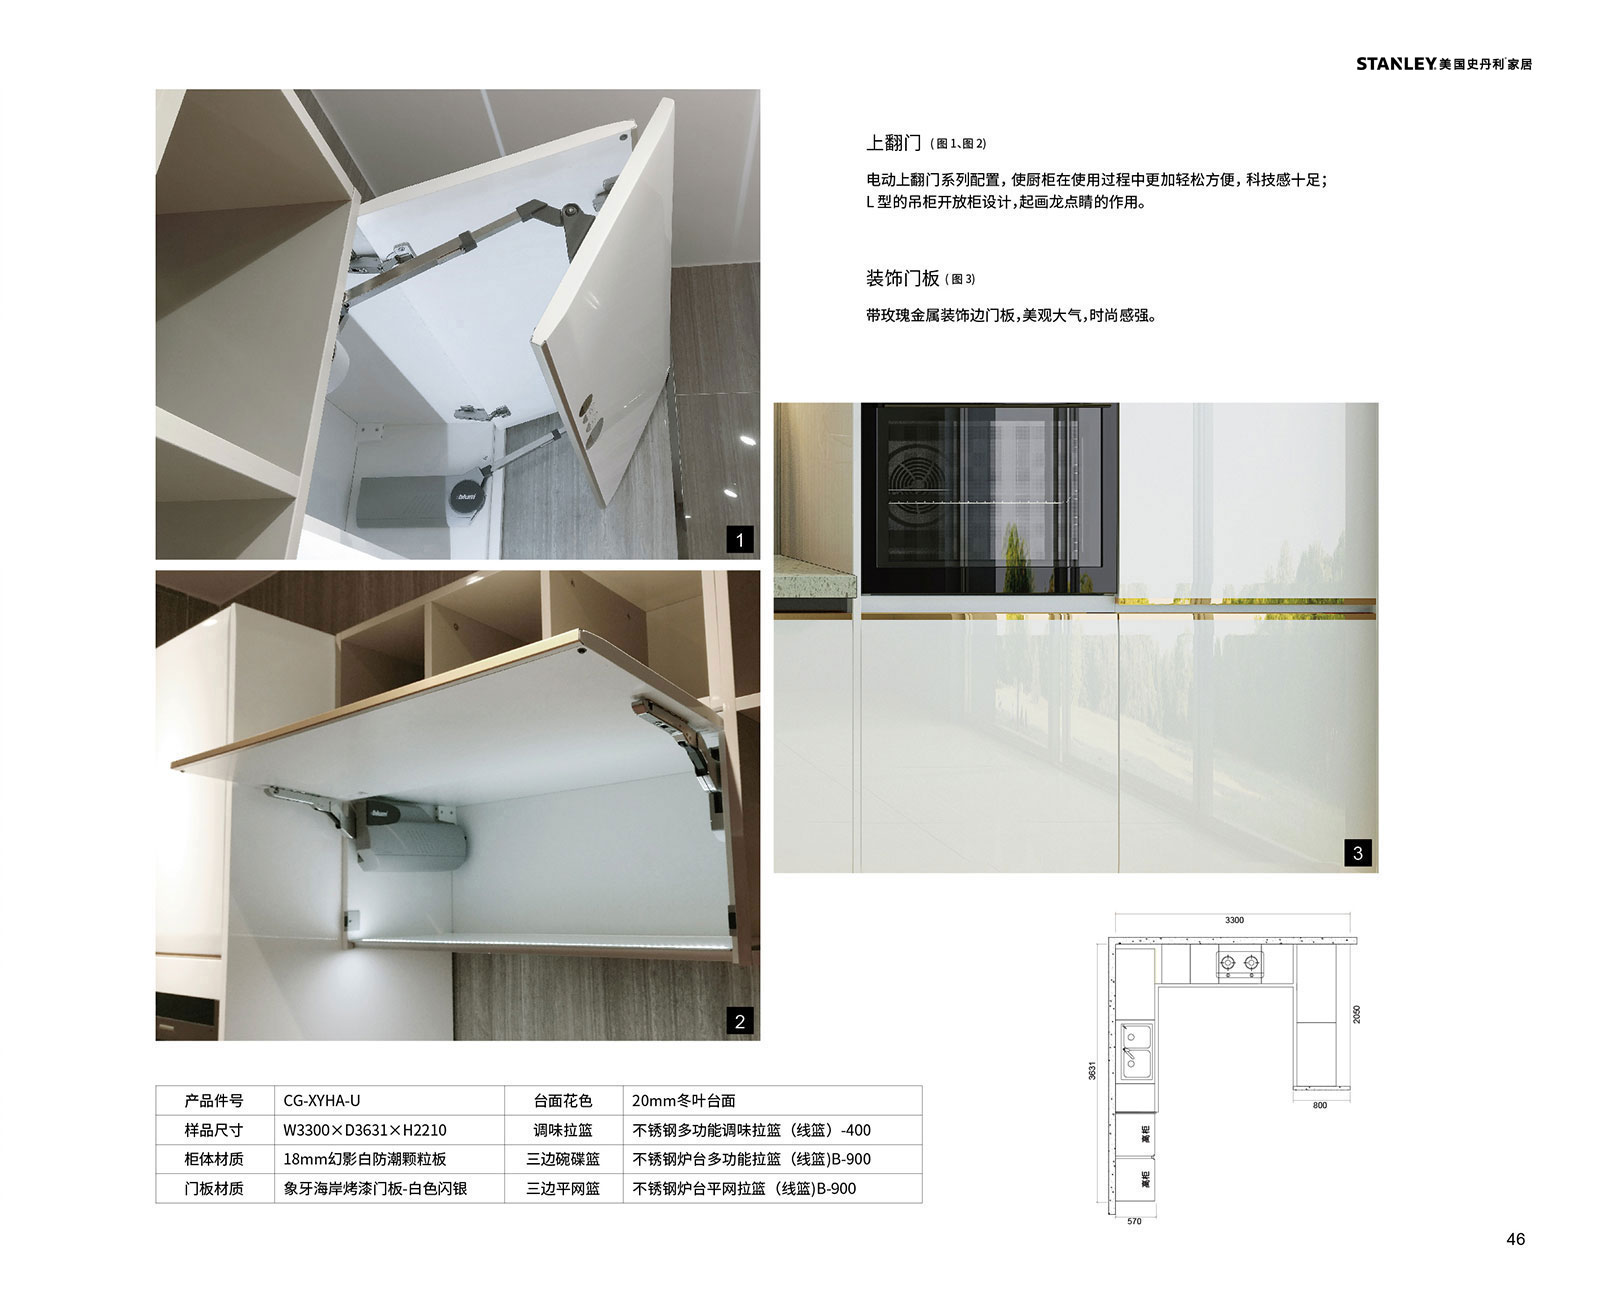 STANLEY 美国史丹利家居
上翻门 (图1、图2)
电动上翻门系列配置，使厨柜在使用过程中更加轻松方便，科技感十足；
L型的吊柜开放柜设计，起画龙点睛的作用。
装饰门板 (图3)
带玫瑰金属装饰边门板，美观大气，时尚感强。
blum
1
blum
2
3
3300
2050
3631
800
高柜
高柜
570
产品件号 CG-XYHA-U 台面花色 20mm冬叶台面
样品尺寸 W3300×D3631×H2210 调味拉篮 不锈钢多功能调味拉篮（线篮）-400
柜体材质 18mm幻影白防潮颗粒板 三边碗碟篮 不锈钢炉台多功能拉篮（线篮)B-900
门板材质 象牙海岸烤漆门板-白色闪银 三边平网篮 不锈钢炉台平网拉篮（线篮)B-900
46